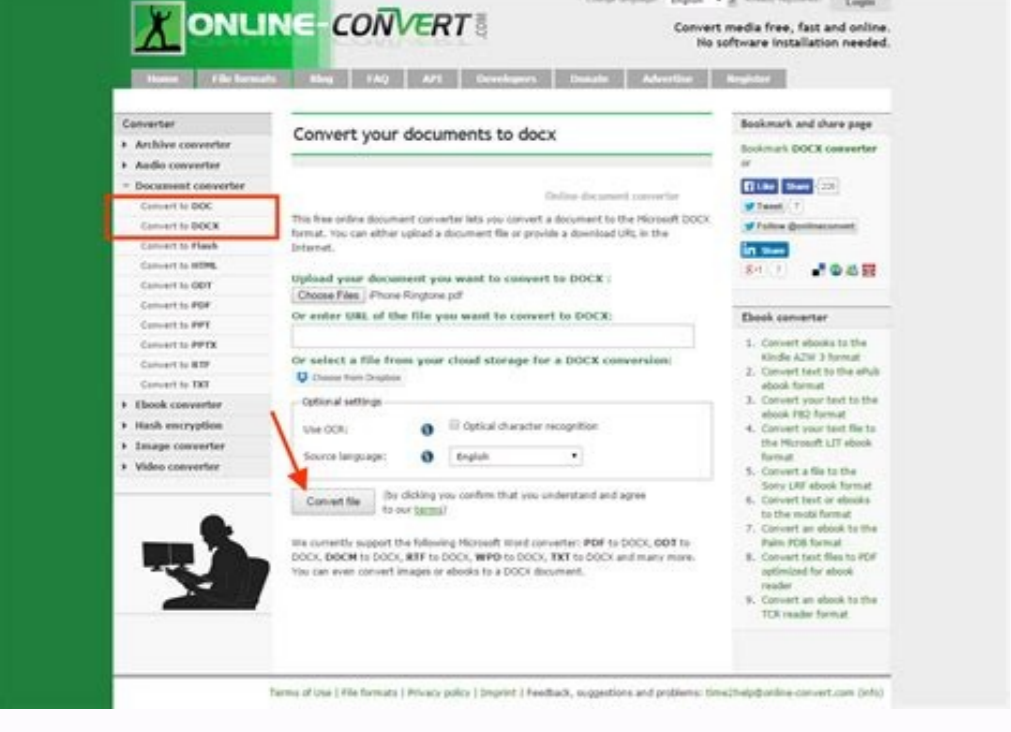 ONLINE-CONVERT.COM
Change language: English
Login
Convert media free, fast and online.
No software installation needed.
Home File formats Blog FAQ API Developers Donate Advertise Register
Converter
Archive converter
Audio converter
Document converter
Convert to DOC
Convert to DOCX
Convert to Flash
Convert to HTML
Convert to ODT
Convert to PDF
Convert to PPT
Convert to PPTX
Convert to RTF
Convert to TXT
Ebook converter
Hash encryption
Image converter
Video converter
Convert your documents to docx
Online document converter
This free online document converter lets you convert a document to the Microsoft DOCX
format. You can either upload a document file or provide a download URL in the
Internet.
Upload your document you want to convert to DOCX :
Choose Files iPhone Ringtone.pdf
Or enter URL of the file you want to convert to DOCX:
Or select a file from your cloud storage for a DOCX conversion:
Choose from Dropbox
Optional settings
Use OCR: Optical character recognition
Source language: English
Convert file (by clicking you confirm that you understand and agree
to our terms)
We currently support the following Microsoft Word converter: PDF to DOCX, ODT to
DOCX, DOCM to DOCX, RTF to DOCX, WPD to DOCX, TXT to DOCX and many more.
You can even convert images or ebooks to a DOCX document.
Bookmark and share page
Bookmark DOCX converter
or
Like Share
Tweet 7
Follow @onlineconvert
in Share
g+1
Ebook converter
1. Convert ebooks to the
Kindle AZW 3 format
2. Convert text to the ePub
ebook format
3. Convert your text to the
ebook FB2 format
4. Convert your text file to
the Microsoft LIT ebook
format
5. Convert a file to the
Sony LRF ebook format
6. Convert text or ebooks
to the mobi format
7. Convert an ebook to the
Palm PDB format
8. Convert text files to PDF
optimized for ebook
reader
9. Convert an ebook to the
TCR reader format
Terms of Use | File formats | Privacy policy | Imprint | Feedback, suggestions and problems: time2help@online-convert.com (info)